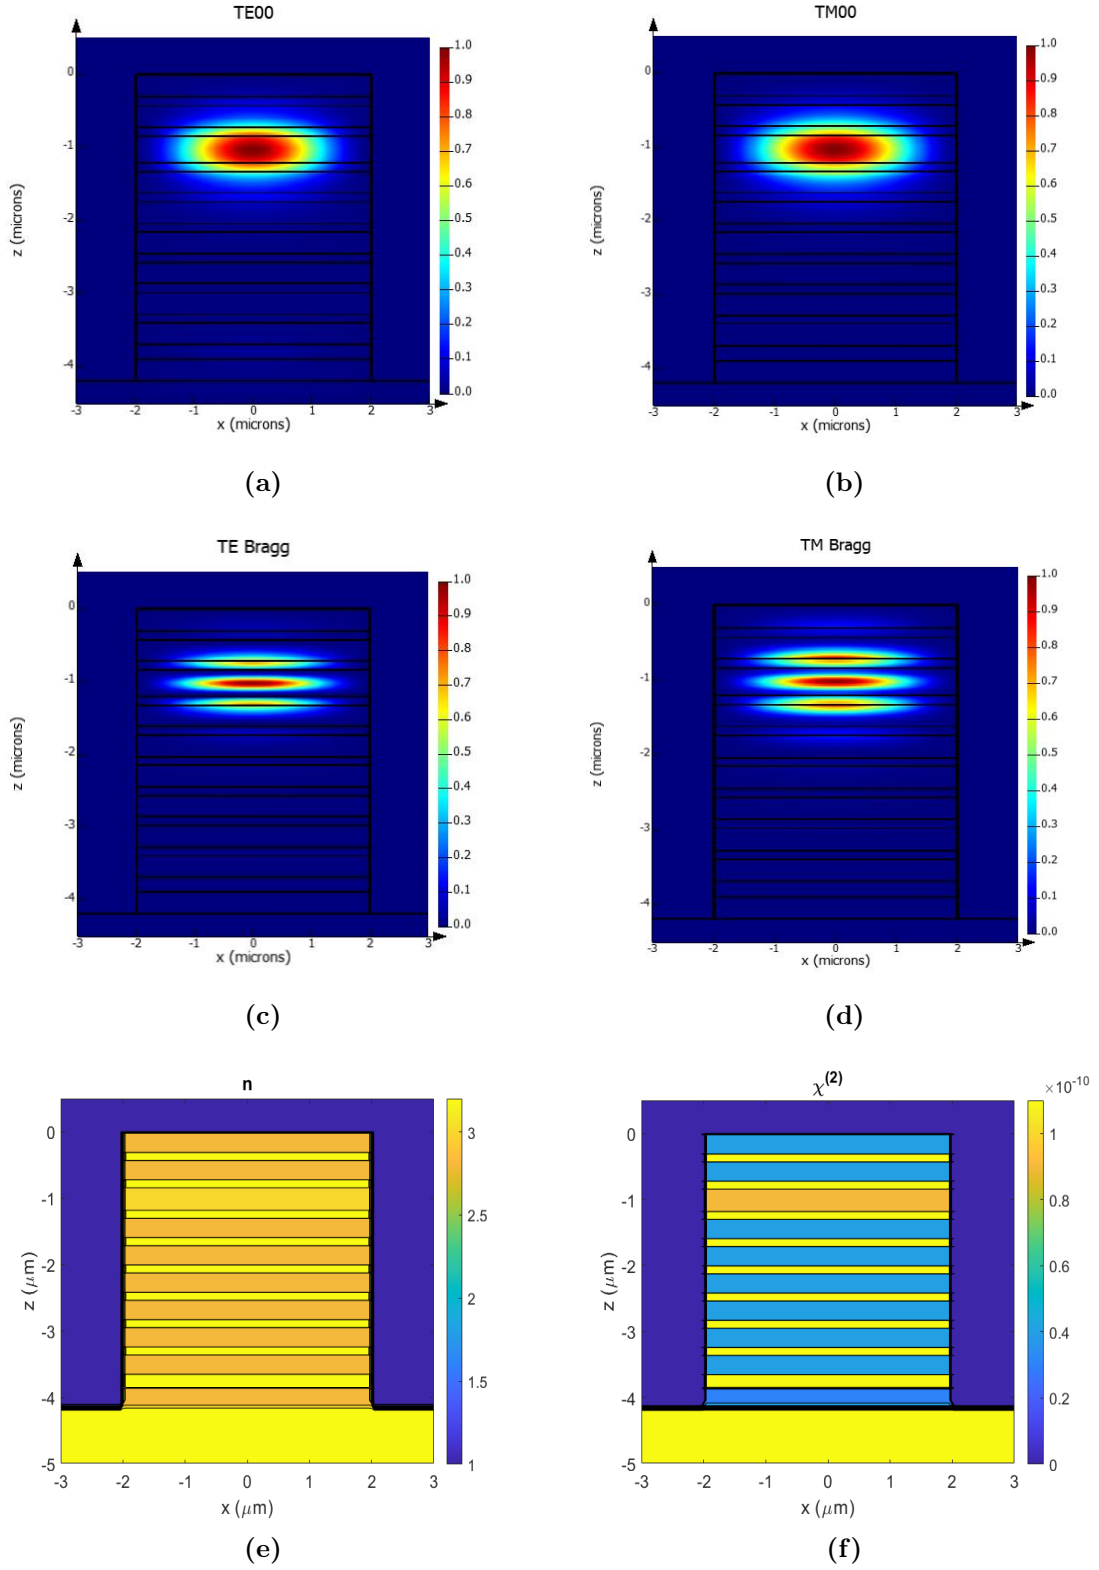 TE00
TM00
0
-1
-2
-3
-4
z (microns)
-3 -2 -1 0 1 2 3
x (microns)
1.0
0.9
0.8
0.7
0.6
0.5
0.4
0.3
0.2
0.1
0.0
0
-1
-2
-3
-4
z (microns)
-3 -2 -1 0 1 2 3
x (microns)
1.0
0.9
0.8
0.7
0.6
0.5
0.4
0.3
0.2
0.1
0.0
(a)
(b)
TE Bragg
TM Bragg
0
-1
-2
-3
-4
z (microns)
-3 -2 -1 0 1 2 3
x (microns)
1.0
0.9
0.8
0.7
0.6
0.5
0.4
0.3
0.2
0.1
0.0
0
-1
-2
-3
-4
z (microns)
-3 -2 -1 0 1 2 3
x (microns)
1.0
0.9
0.8
0.7
0.6
0.5
0.4
0.3
0.2
0.1
0.0
(c)
(d)
n
χ(2)
×10-10
0
-1
-2
-3
-4
-5
z (μm)
-3 -2 -1 0 1 2 3
x (μm)
3
2.5
2
1.5
1
0
-1
-2
-3
-4
-5
z (μm)
-3 -2 -1 0 1 2 3
x (μm)
1
0.8
0.6
0.4
0.2
0
(e)
(f)